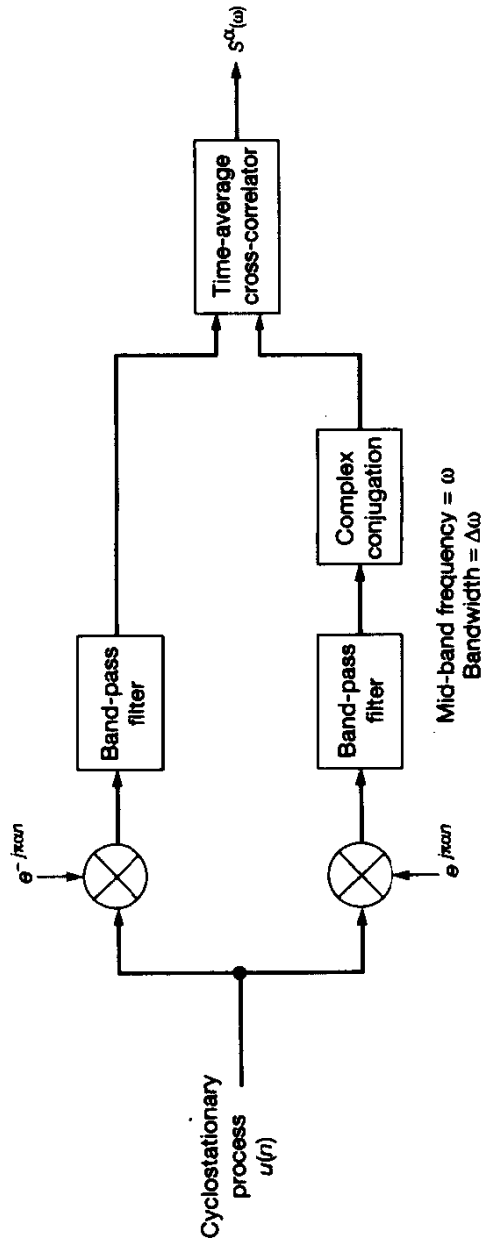 Cyclostationary
process
u(n)
e^{-jπαn}
e^{jπαn}
Band-pass
filter
Band-pass
filter
Complex
conjugation
Mid-band frequency = ω
Bandwidth = Δω
Time-average
cross-correlator
S^α(ω)